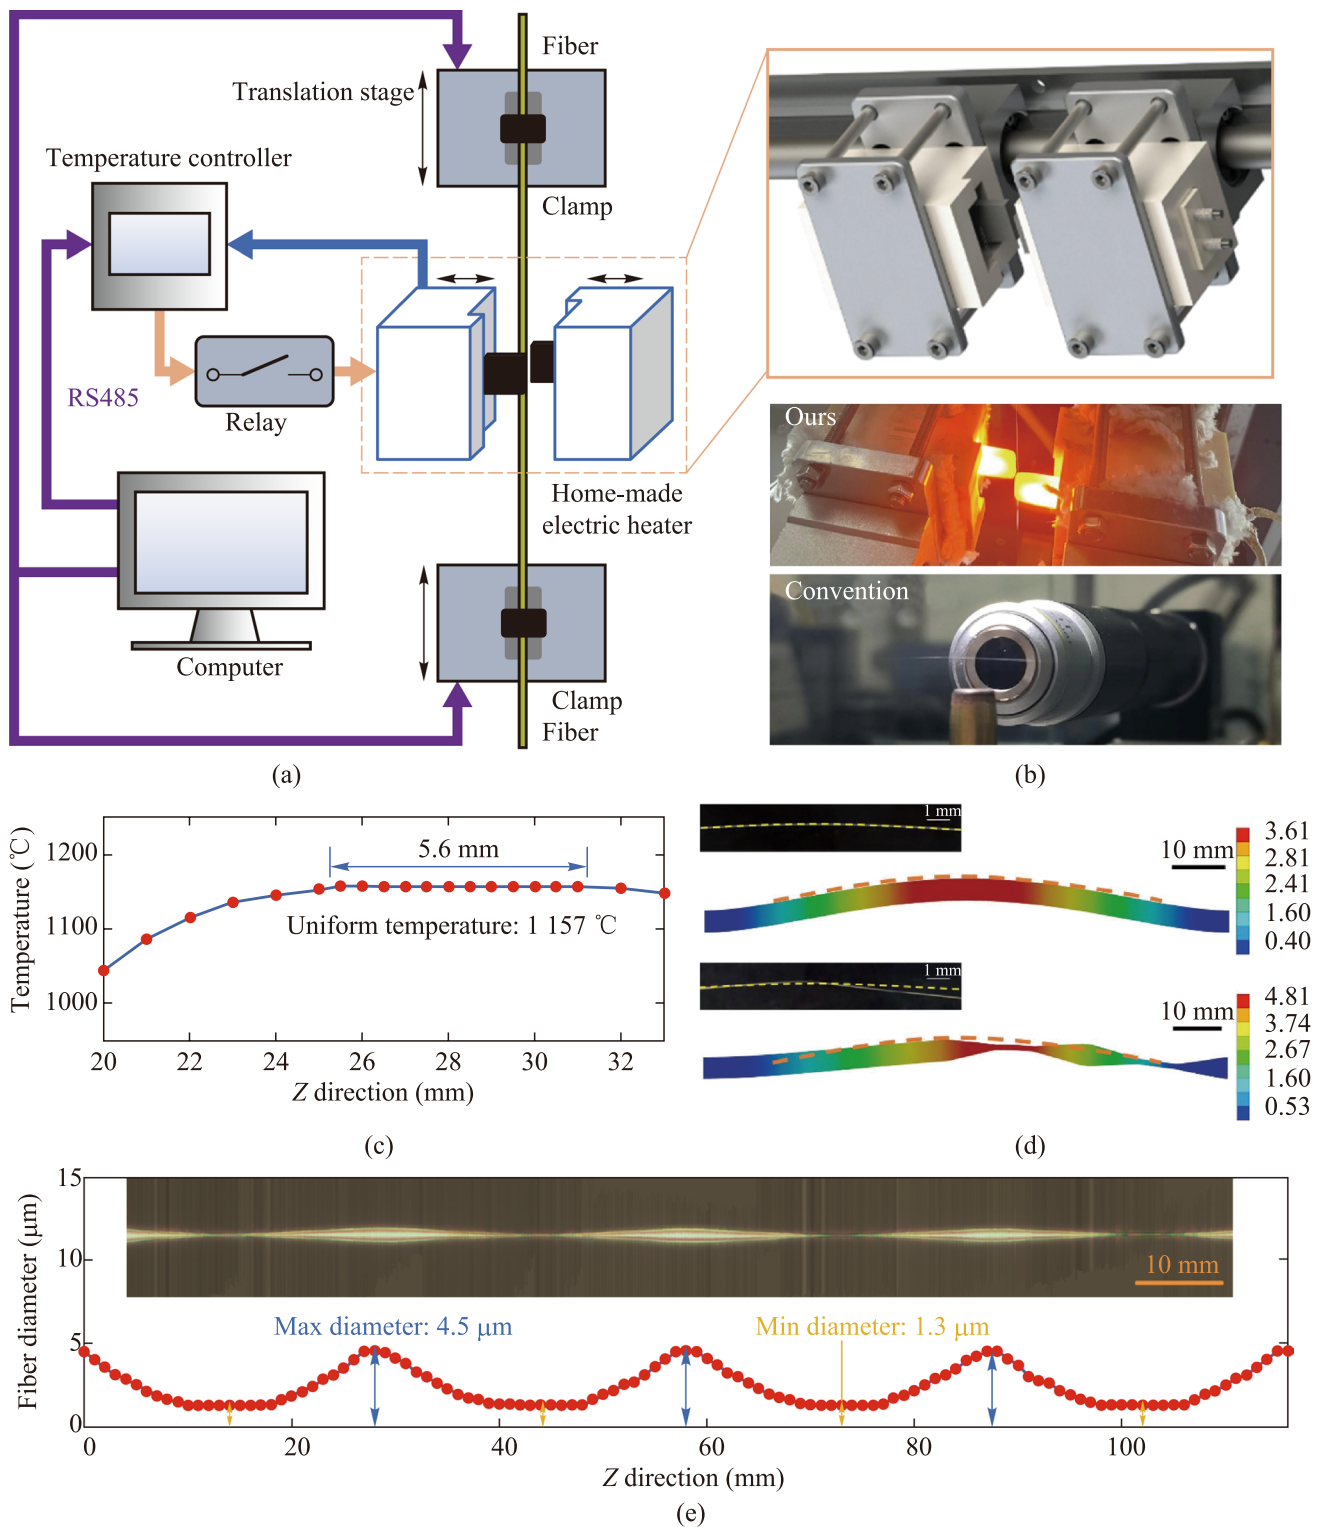 Fiber
Translation stage
Temperature controller
Clamp
RS485
Relay
Home-made
electric heater
Computer
Clamp
Fiber
(a)
Ours
Convention
(b)
Temperature (℃)
1200
1100
1000
5.6 mm
Uniform temperature: 1 157 ℃
20 22 24 26 28 30 32
Z direction (mm)
(c)
1 mm
10 mm
3.61
2.81
2.41
1.60
0.40
1 mm
10 mm
4.81
3.74
2.67
1.60
0.53
(d)
Fiber diameter (μm)
15
10
5
0
10 mm
Max diameter: 4.5 μm
Min diameter: 1.3 μm
0 20 40 60 80 100
Z direction (mm)
(e)